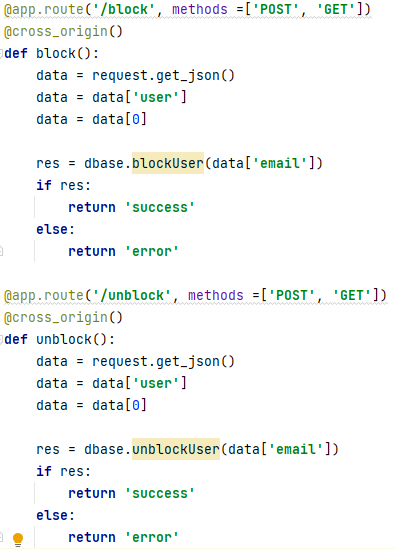 @app.route('/block', methods =['POST', 'GET'])
@cross_origin()
def block():
    data = request.get_json()
    data = data['user']
    data = data[0]

    res = dbase.blockUser(data['email'])
    if res:
        return 'success'
    else:
        return 'error'

@app.route('/unblock', methods =['POST', 'GET'])
@cross_origin()
def unblock():
    data = request.get_json()
    data = data['user']
    data = data[0]

    res = dbase.unblockUser(data['email'])
    if res:
        return 'success'
    else:
        return 'error'